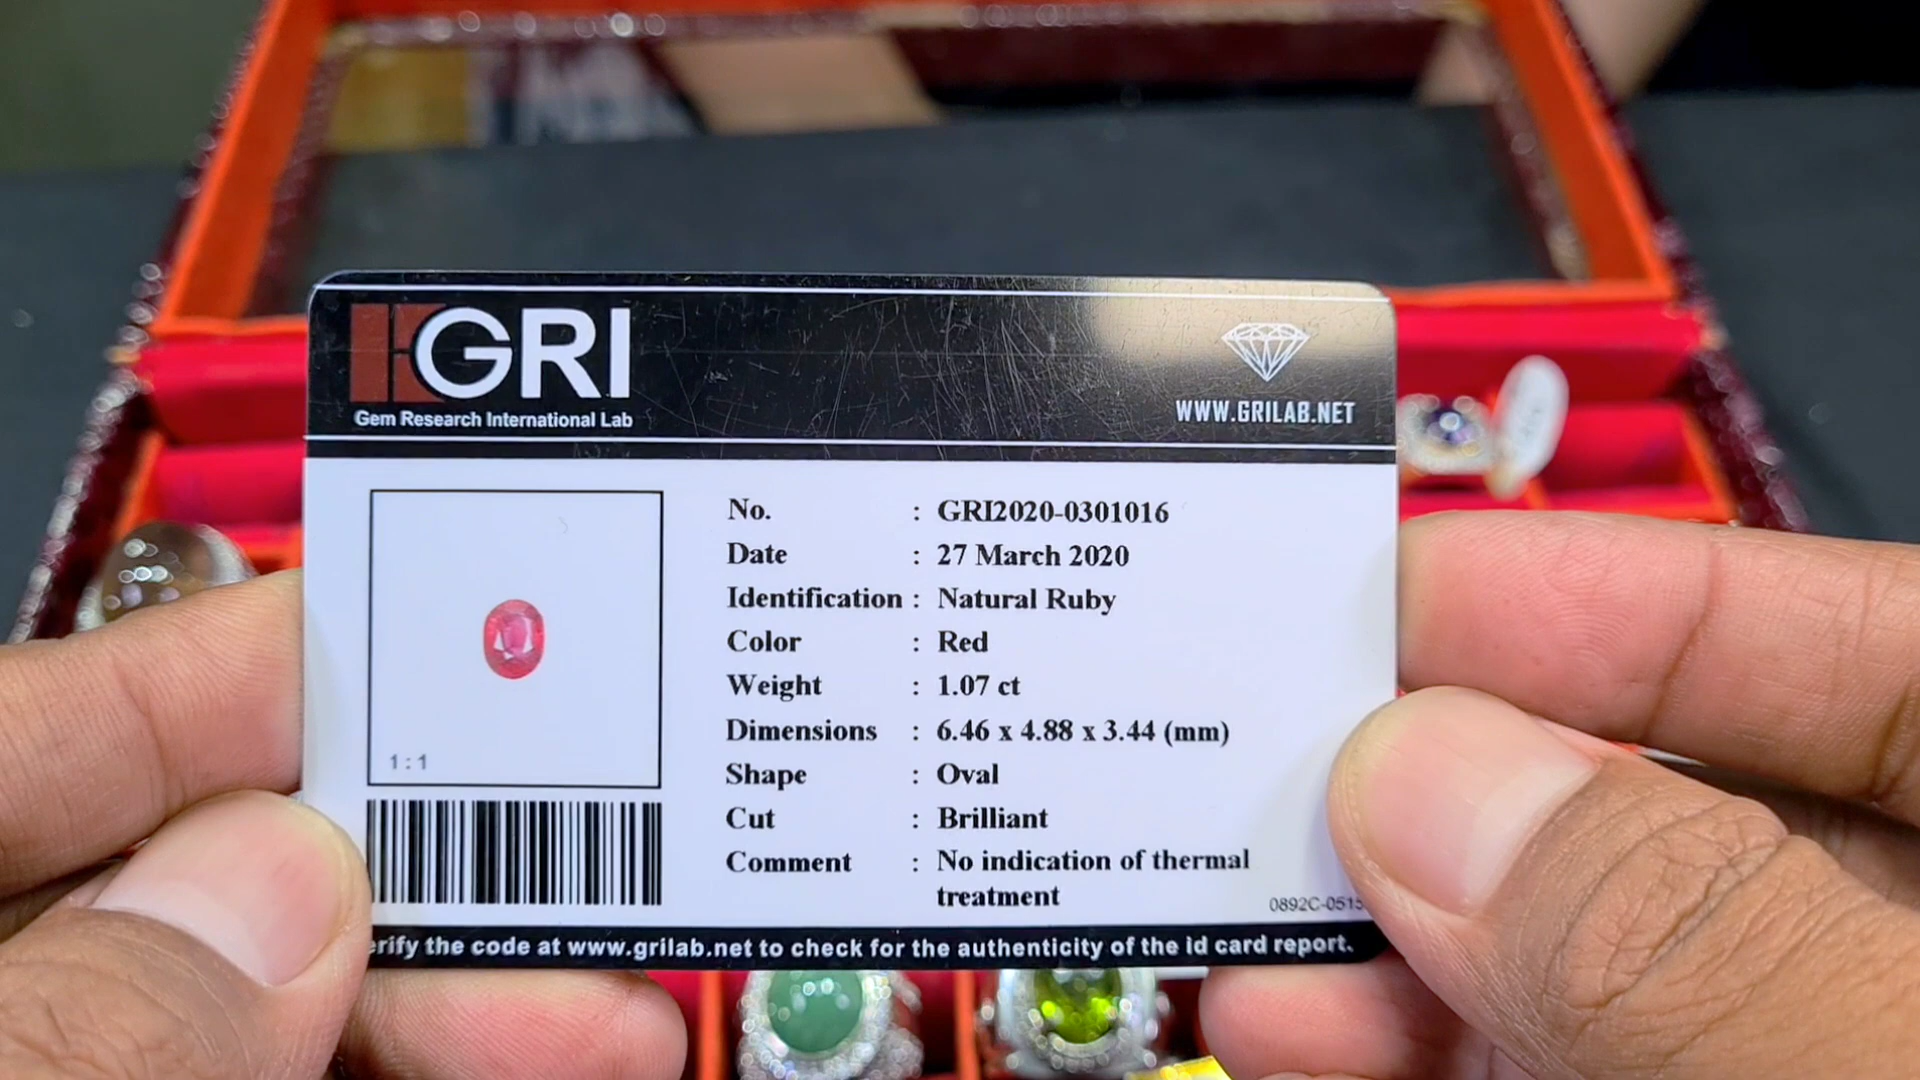 GRI
Gem Research International Lab
WWW.GRILAB.NET
No. : GRI2020-0301016
Date : 27 March 2020
Identification : Natural Ruby
Color : Red
Weight : 1.07 ct
Dimensions : 6.46 x 4.88 x 3.44 (mm)
Shape : Oval
Cut : Brilliant
Comment : No indication of thermal
treatment
1:1
0892C-0515
erify the code at www.grilab.net to check for the authenticity of the id card report.